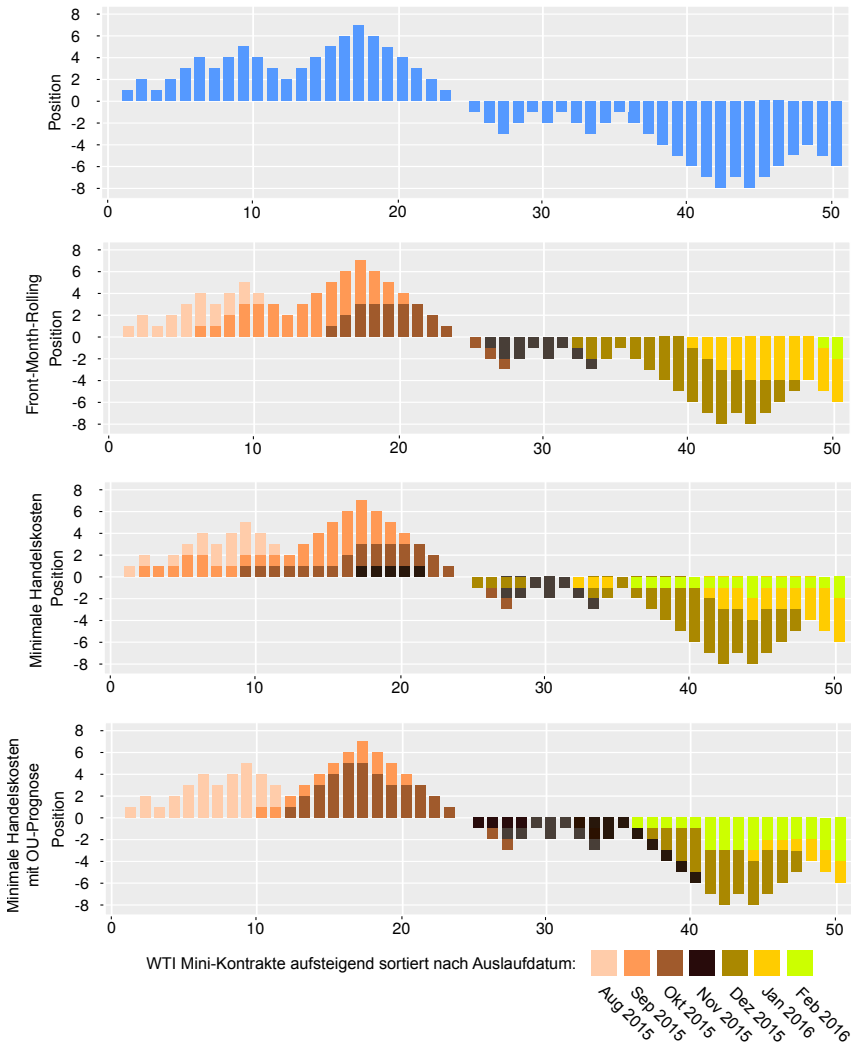 8
6
4
2
0
-2
-4
-6
-8
Position
0 10 20 30 40 50
8
6
4
2
0
-2
-4
-6
-8
Front-Month-Rolling
Position
0 10 20 30 40 50
8
6
4
2
0
-2
-4
-6
-8
Minimale Handelskosten
Position
0 10 20 30 40 50
8
6
4
2
0
-2
-4
-6
-8
Minimale Handelskosten
mit OU-Prognose
Position
0 10 20 30 40 50
WTI Mini-Kontrakte aufsteigend sortiert nach Auslaufdatum:
Aug 2015
Sep 2015
Okt 2015
Nov 2015
Dez 2015
Jan 2016
Feb 2016